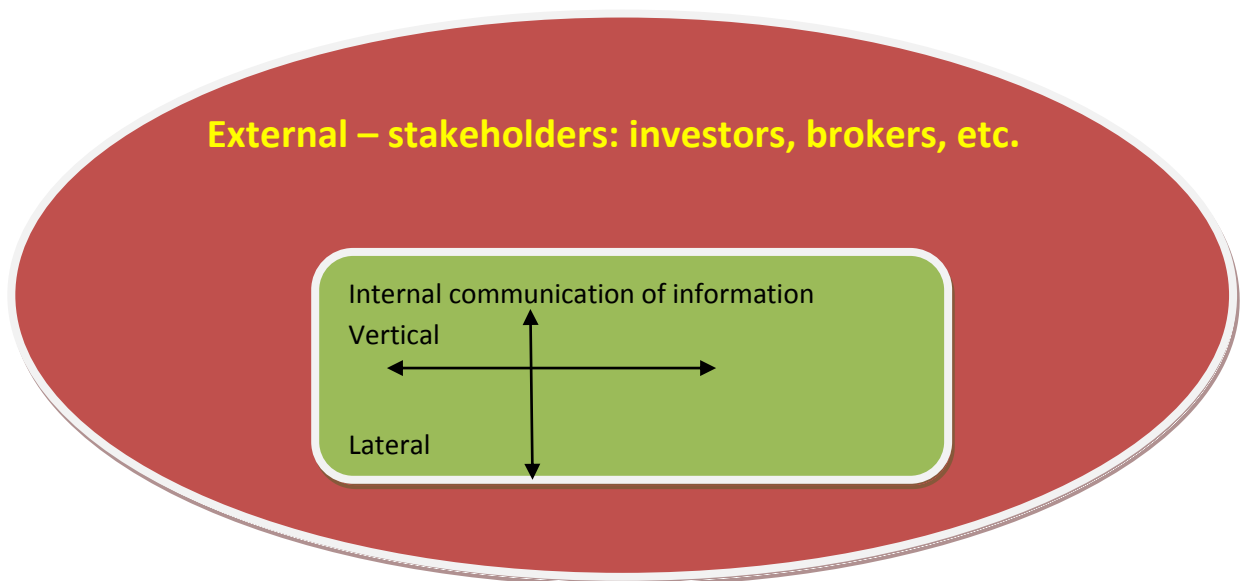 External – stakeholders: investors, brokers, etc.
Internal communication of information
Vertical
Lateral